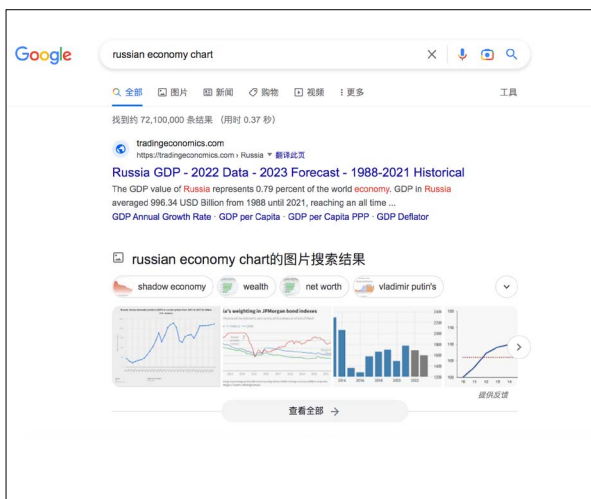 Google
russian economy chart
全部 图片 新闻 购物 视频 更多 工具
找到约 72,100,000 条结果 （用时 0.37 秒）
tradingeconomics.com
https://tradingeconomics.com › Russia 翻译此页
Russia GDP - 2022 Data - 2023 Forecast - 1988-2021 Historical
The GDP value of Russia represents 0.79 percent of the world economy. GDP in Russia
averaged 996.34 USD Billion from 1988 until 2021, reaching an all time ...
GDP Annual Growth Rate · GDP per Capita · GDP per Capita PPP · GDP Deflator
russian economy chart的图片搜索结果
shadow economy wealth net worth vladimir putin's
ia's weighting in JPMorgan bond indexes
2014 2016 2018 2020 2022
提供反馈
查看全部 →